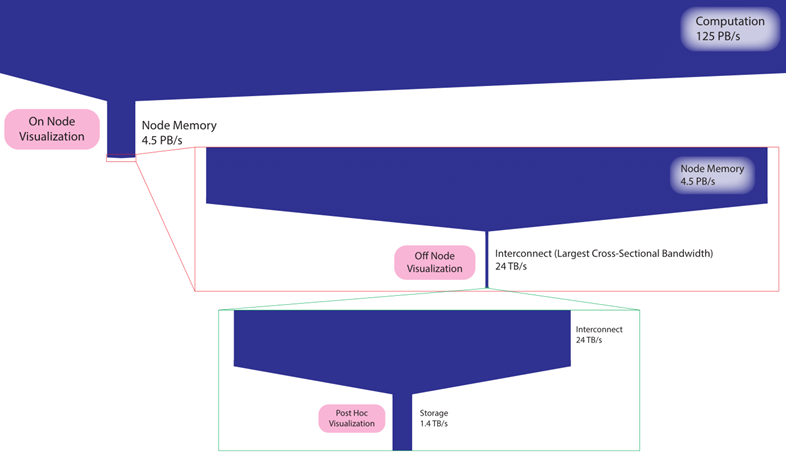 Computation
125 PB/s
On Node
Visualization
Node Memory
4.5 PB/s
Node Memory
4.5 PB/s
Off Node
Visualization
Interconnect (Largest Cross-Sectional Bandwidth)
24 TB/s
Interconnect
24 TB/s
Post Hoc
Visualization
Storage
1.4 TB/s